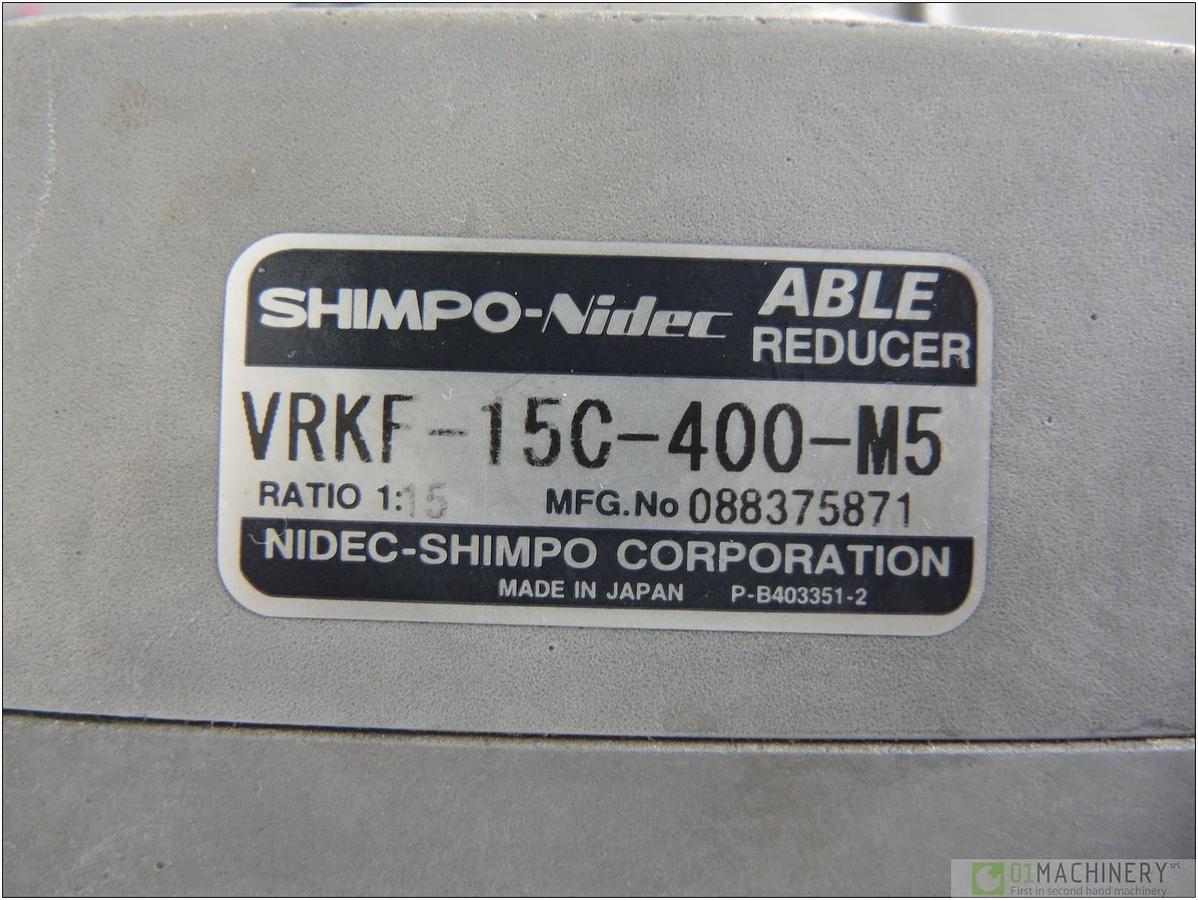 SHIMPO-Nidec ABLE
REDUCER
VRKF-15C-400-M5
RATIO 1:15 MFG.No 088375871
NIDEC-SHIMPO CORPORATION
MADE IN JAPAN P-B403351-2
01MACHINERY srl
First in second hand machinery